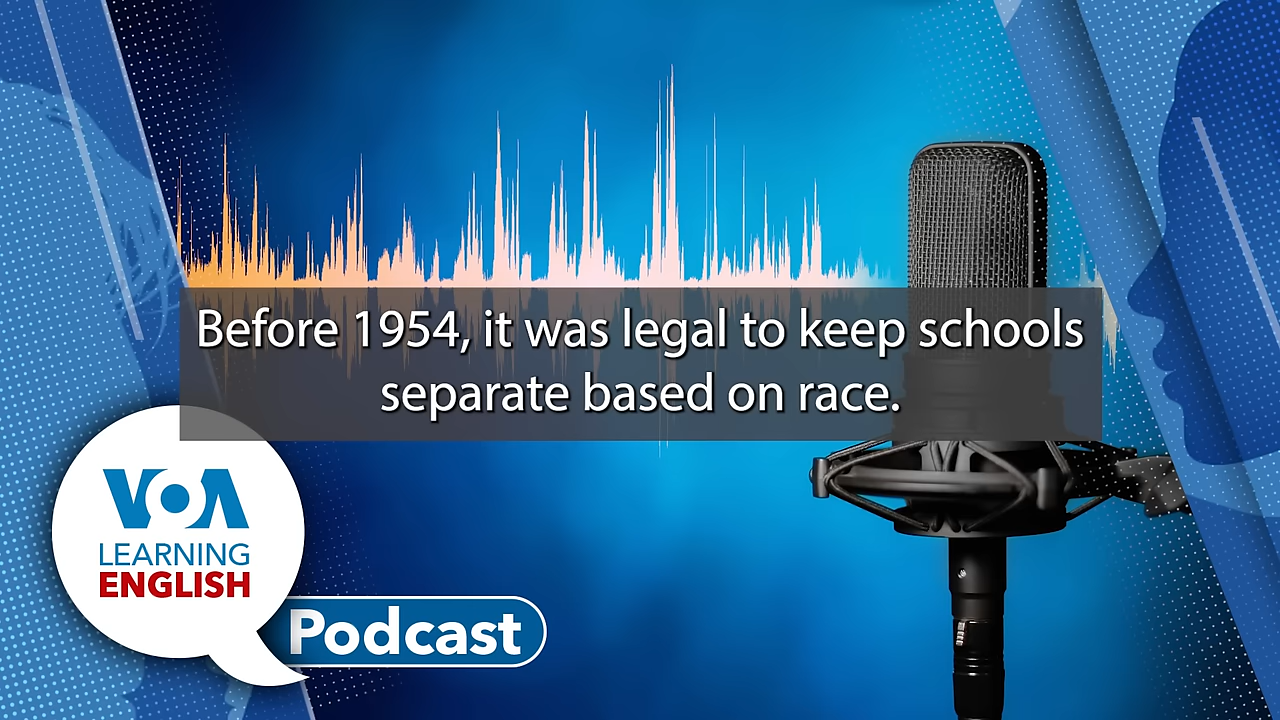 Before 1954, it was legal to keep schools
separate based on race.
VOA
LEARNING
ENGLISH
Podcast